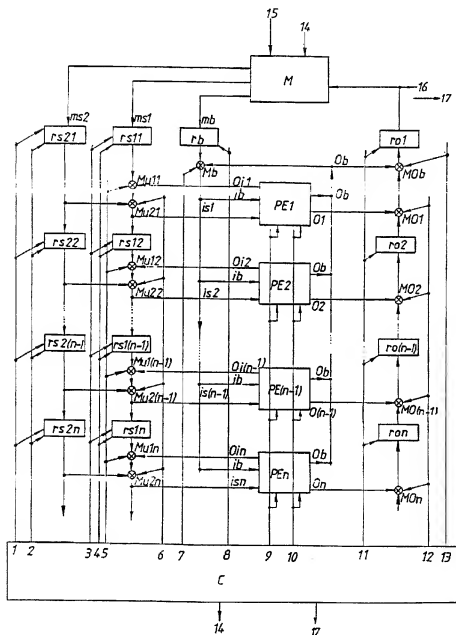 15
14
M
16
17
ms2
ms1
mb
rs21
rs11
rb
ro1
Mu11
Mb
Oi1
Ob
MOb
ib
Ob
Mu21
is1
PE1
O1
MO1
rs22
rs12
ro2
Mu12
Oi2
ib
Ob
Mu22
is2
PE2
O2
MO2
rs2(n-1)
rs1(n-1)
ro(n-1)
Mu1(n-1)
Oi(n-1)
ib
Ob
Mu2(n-1)
is(n-1)
PE(n-1)
O(n-1)
MO(n-1)
rs2n
rs1n
ron
Mu1n
Oin
ib
Ob
Mu2n
isn
PEn
On
MOn
1 2 3 4 5 6 7 8 9 10 11 12 13
C
14
17